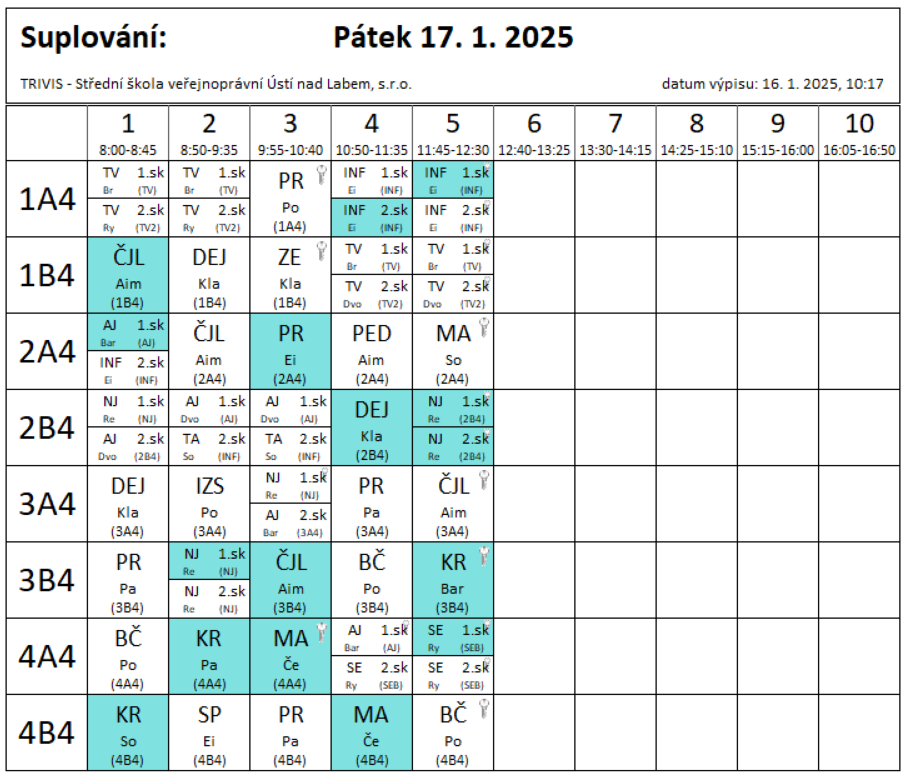 Suplování: Pátek 17. 1. 2025
TRIVIS - Střední škola veřejnoprávní Ústí nad Labem, s.r.o. datum výpisu: 16. 1. 2025, 10:17
1 2 3 4 5 6 7 8 9 10
8:00-8:45 8:50-9:35 9:55-10:40 10:50-11:35 11:45-12:30 12:40-13:25 13:30-14:15 14:25-15:10 15:15-16:00 16:05-16:50
1A4
TV 1.sk TV 1.sk PR INF 1.sk INF 1.sk
Br (TV) Br (TV) Po Ei (INF) Ei (INF)
TV 2.sk TV 2.sk (1A4) INF 2.sk INF 2.sk
Ry (TV2) Ry (TV2) Ei (INF) Ei (INF)
1B4
ČJL DEJ ZE TV 1.sk TV 1.sk
Aim Kla Kla Br (TV) Br (TV)
(1B4) (1B4) (1B4) TV 2.sk TV 2.sk
Dvo (TV2) Dvo (TV2)
2A4
AJ 1.sk ČJL PR PED MA
Bar (AJ) Aim Ei Aim So
INF 2.sk (2A4) (2A4) (2A4) (2A4)
Ei (INF)
2B4
NJ 1.sk AJ 1.sk AJ 1.sk DEJ NJ 1.sk
Re (NJ) Dvo (AJ) Dvo (AJ) Kla Re (2B4)
AJ 2.sk TA 2.sk TA 2.sk (2B4) NJ 2.sk
Dvo (2B4) So (INF) So (INF) Re (2B4)
3A4
DEJ IZS NJ 1.sk PR ČJL
Kla Po Re (NJ) Pa Aim
(3A4) (3A4) AJ 2.sk (3A4) (3A4)
Bar (3A4)
3B4
PR NJ 1.sk ČJL BČ KR
Pa Re (NJ) Aim Po Bar
(3B4) NJ 2.sk (3B4) (3B4) (3B4)
Re (NJ)
4A4
BČ KR MA AJ 1.sk SE 1.sk
Po Pa Če Bar (AJ) Ry (SEB)
(4A4) (4A4) (4A4) SE 2.sk SE 2.sk
Ry (SEB) Ry (SEB)
4B4
KR SP PR MA BČ
So Ei Pa Če Po
(4B4) (4B4) (4B4) (4B4) (4B4)